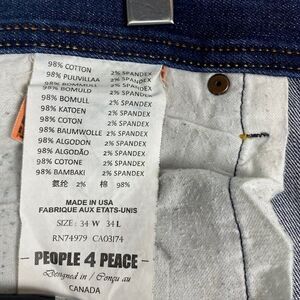 98% COTTON 2% SPANDEX
98% PUUVILLAA 2% SPANDEX
98% BOMULD 2% SPANDEX
98% BOMULL 2% SPANDEX
98% KATOEN 2% SPANDEX
98% COTON 2% SPANDEX
98% BAUMWOLLE 2% SPANDEX
98% ALGODON 2% SPANDEX
98% ALGODÃO 2% SPANDEX
98% COTONE 2% SPANDEX
98% BAMBAKI 2% SPANDEX
氨纶 2% 棉 98%
MADE IN USA
FABRIQUE AUX ETATS-UNIS
SIZE : 34 W 34 L
RN74979 CA03174
PEOPLE 4 PEACE
Designed in / Conçu au
CANADA